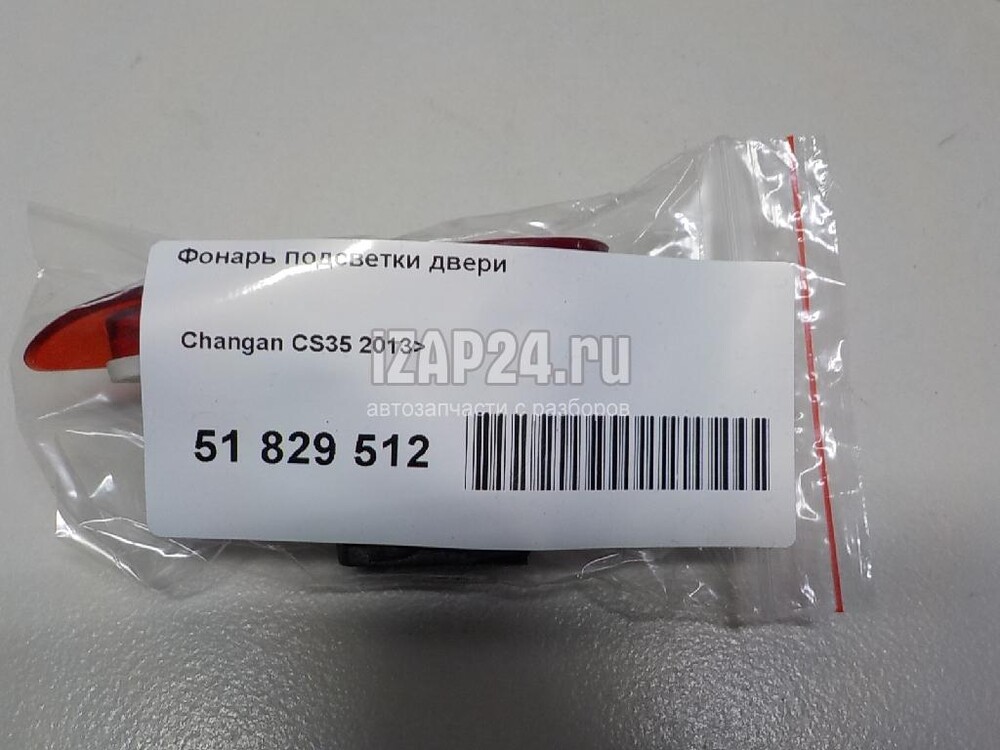 Фонарь подсветки двери
Changan CS35 2013>
iZAP24.ru
автозапчасти с разборов
51 829 512